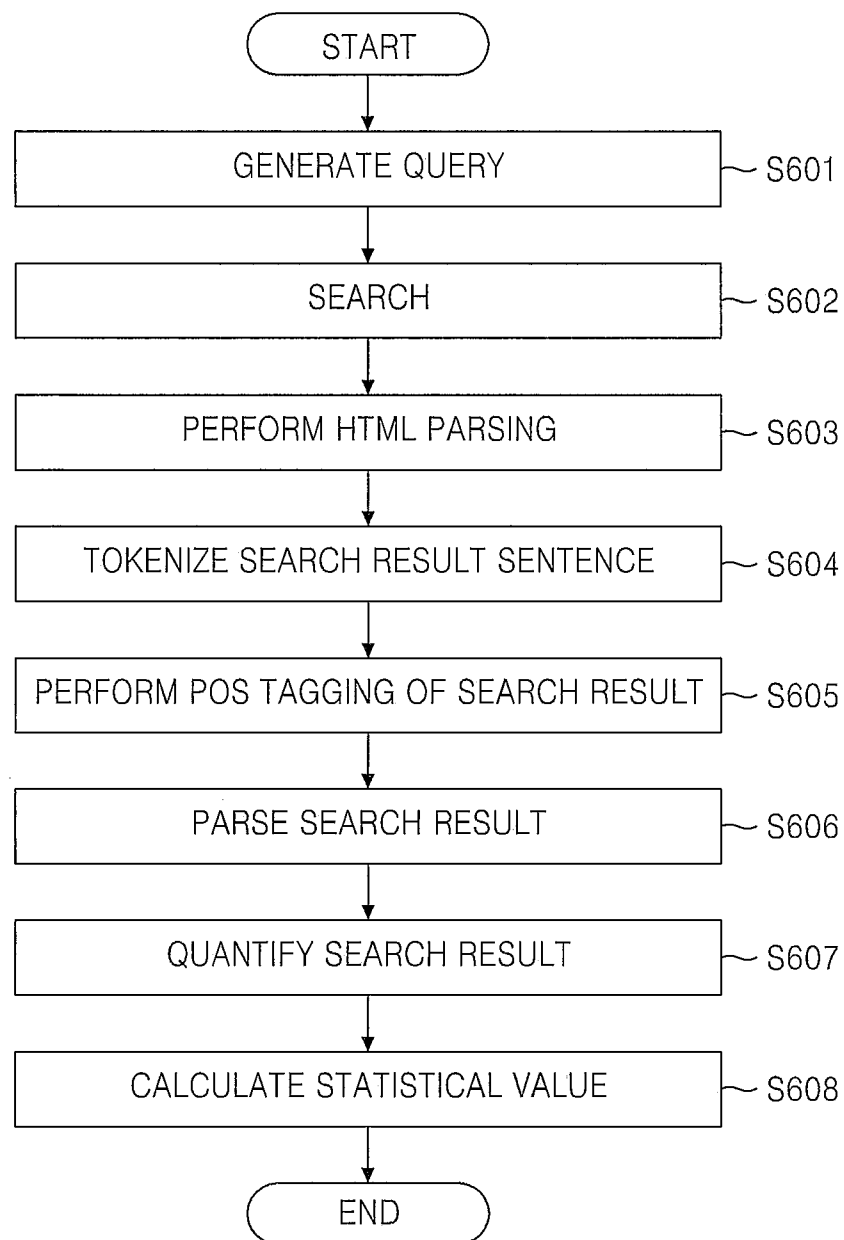 START
GENERATE QUERY
S601
SEARCH
S602
PERFORM HTML PARSING
S603
TOKENIZE SEARCH RESULT SENTENCE
S604
PERFORM POS TAGGING OF SEARCH RESULT
S605
PARSE SEARCH RESULT
S606
QUANTIFY SEARCH RESULT
S607
CALCULATE STATISTICAL VALUE
S608
END